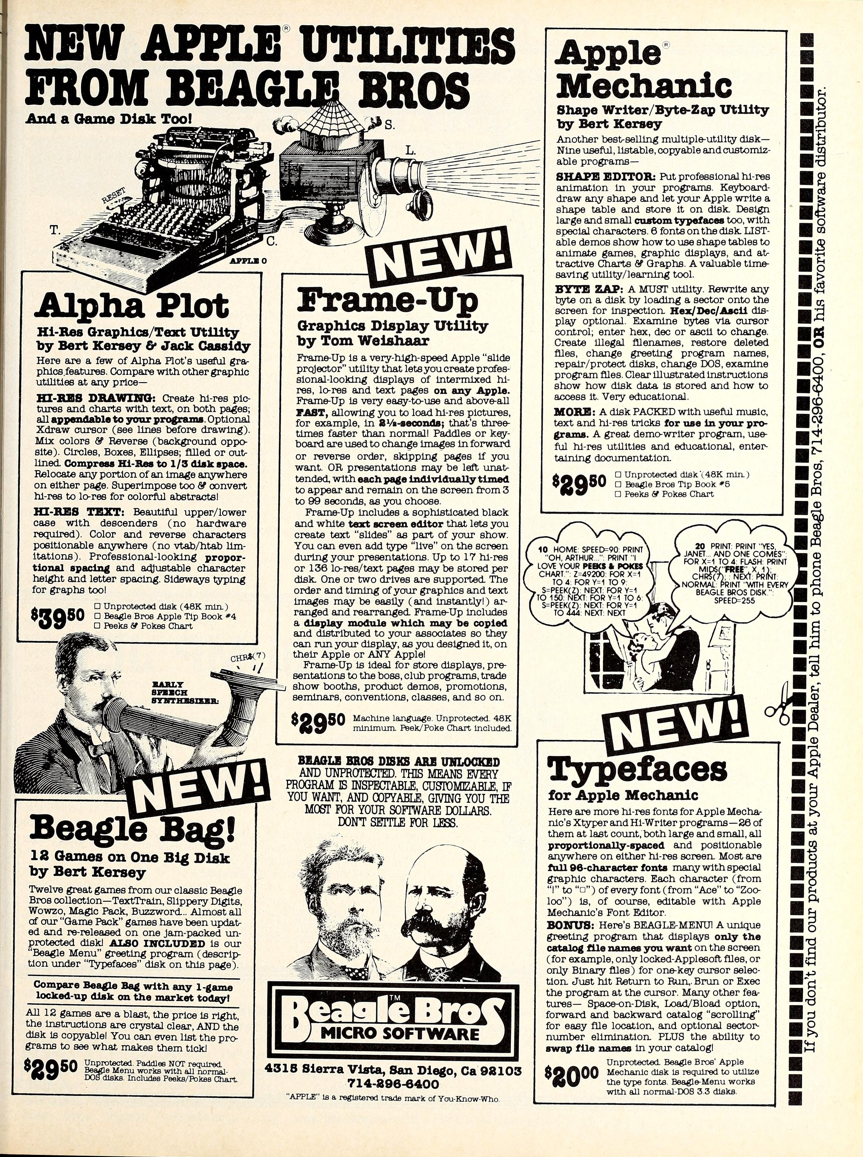 NEW APPLE® UTILITIES
FROM BEAGLE BROS
And a Game Disk Too!
S.
L.
RESET
T.
C.
APPLE 0
Alpha Plot
Hi-Res Graphics/Text Utility
by Bert Kersey & Jack Cassidy
Here are a few of Alpha Plot's useful gra-
phics features. Compare with other graphic
utilities at any price—
HI-RES DRAWING: Create hi-res pic-
tures and charts with text, on both pages;
all appendable to your programs. Optional
Xdraw cursor (see lines before drawing).
Mix colors & Reverse (background oppo-
site). Circles, Boxes, Ellipses; filled or out-
lined. Compress Hi-Res to 1/3 disk space.
Relocate any portion of an image anywhere
on either page. Superimpose too & convert
hi-res to lo-res for colorful abstracts!
HI-RES TEXT: Beautiful upper/lower
case with descenders (no hardware
required). Color and reverse characters
positionable anywhere (no vtab/htab lim-
itations). Professional-looking propor-
tional spacing and adjustable character
height and letter spacing. Sideways typing
for graphs too!
$39.50
□ Unprotected disk (48K min.)
□ Beagle Bros Apple Tip Book #4
□ Peeks & Pokes Chart
EARLY
SPEECH
SYNTHESIZER:
CHR$(7)
NEW!
Beagle Bag!
12 Games on One Big Disk
by Bert Kersey
Twelve great games from our classic Beagle
Bros collection—TextTrain, Slippery Digits,
Wowzo, Magic Pack, Buzzword... Almost all
of our "Game Pack" games have been updat-
ed and re-released on one jam-packed un-
protected disk! ALSO INCLUDED is our
"Beagle Menu" greeting program (descrip-
tion under "Typefaces" disk on this page).
Compare Beagle Bag with any 1-game
locked-up disk on the market today!
All 12 games are a blast, the price is right,
the instructions are crystal clear, AND the
disk is copyable! You can even list the pro-
grams to see what makes them tick!
$29.50
Unprotected. Paddles NOT required.
Beagle Menu works with all normal-
DOS disks. Includes Peeks/Pokes Chart.
NEW!
Frame-Up
Graphics Display Utility
by Tom Weishaar
Frame-Up is a very-high-speed Apple "slide
projector" utility that lets you create profes-
sional-looking displays of intermixed hi-
res, lo-res and text pages on any Apple.
Frame-Up is very easy-to-use and above-all
FAST, allowing you to load hi-res pictures,
for example, in 2½-seconds; that's three-
times faster than normal! Paddles or key-
board are used to change images in forward
or reverse order, skipping pages if you
want. OR presentations may be left unat-
tended, with each page individually timed
to appear and remain on the screen from 3
to 99 seconds, as you choose.
Frame-Up includes a sophisticated black
and white text screen editor that lets you
create text "slides" as part of your show.
You can even add type "live" on the screen
during your presentations. Up to 17 hi-res
or 136 lo-res/text pages may be stored per
disk. One or two drives are supported. The
order and timing of your graphics and text
images may be easily (and instantly!) ar-
ranged and rearranged. Frame-Up includes
a display module which may be copied
and distributed to your associates so they
can run your display, as you designed it, on
their Apple or ANY Apple!
Frame-Up is ideal for store displays, pre-
sentations to the boss, club programs, trade
show booths, product demos, promotions,
seminars, conventions, classes, and so on.
$29.50
Machine language. Unprotected. 48K
minimum. Peek/Poke Chart included.
BEAGLE BROS DISKS ARE UNLOCKED
AND UNPROTECTED. THIS MEANS EVERY
PROGRAM IS INSPECTABLE, CUSTOMIZABLE, IF
YOU WANT, AND COPYABLE, GIVING YOU THE
MOST FOR YOUR SOFTWARE DOLLARS.
DON'T SETTLE FOR LESS.
Beagle Bros™
MICRO SOFTWARE
4315 Sierra Vista, San Diego, Ca 92103
714-296-6400
"APPLE" is a registered trade mark of You-Know-Who.
Apple®
Mechanic
Shape Writer/Byte-Zap Utility
by Bert Kersey
Another best-selling multiple-utility disk—
Nine useful, listable, copyable and customiz-
able programs—
SHAPE EDITOR: Put professional hi-res
animation in your programs. Keyboard-
draw any shape and let your Apple write a
shape table and store it on disk. Design
large and small custom typefaces too, with
special characters. 6 fonts on the disk. LIST-
able demos show how to use shape tables to
animate games, graphic displays, and at-
tractive Charts & Graphs. A valuable time-
saving utility/learning tool.
BYTE ZAP: A MUST utility. Rewrite any
byte on a disk by loading a sector onto the
screen for inspection. Hex/Dec/Ascii dis-
play optional. Examine bytes via cursor
control; enter hex, dec or ascii to change.
Create illegal filenames, restore deleted
files, change greeting program names,
repair/protect disks, change DOS, examine
program files. Clear illustrated instructions
show how disk data is stored and how to
access it. Very educational.
MORE: A disk PACKED with useful music,
text and hi-res tricks for use in your pro-
grams. A great demo-writer program, use-
ful hi-res utilities and educational, enter-
taining documentation.
$29.50
□ Unprotected disk (48K min.)
□ Beagle Bros Tip Book #5
□ Peeks & Pokes Chart
10 HOME: SPEED=90: PRINT
"OH, ARTHUR...": PRINT "I
LOVE YOUR PEEKS & POKES
CHART.": Z=49200: FOR X=1
TO 4: FOR Y=1 TO 9:
S=PEEK(Z): NEXT: FOR Y=1
TO 150: NEXT: FOR Y=1 TO 6:
S=PEEK(Z): NEXT: FOR Y=1
TO 444: NEXT: NEXT
20 PRINT: PRINT "YES,
JANET... AND ONE COMES":
FOR X=1 TO 4: FLASH: PRINT
MID$("FREE", X, 1);
CHR$(7);: NEXT: PRINT:
NORMAL: PRINT "WITH EVERY
BEAGLE BROS DISK.":
SPEED=255
NEW!
Typefaces
for Apple Mechanic
Here are more hi-res fonts for Apple Mecha-
nic's Xtyper and Hi-Writer programs—26 of
them at last count, both large and small, all
proportionally-spaced and positionable
anywhere on either hi-res screen. Most are
full 96-character fonts many with special
graphic characters. Each character (from
"!" to "□") of every font (from "Ace" to "Zoo-
loo") is, of course, editable with Apple
Mechanic's Font Editor.
BONUS: Here's BEAGLE-MENU! A unique
greeting program that displays only the
catalog file names you want on the screen
(for example, only locked-Applesoft files, or
only Binary files) for one-key cursor selec-
tion. Just hit Return to Run, Brun or Exec
the program at the cursor. Many other fea-
tures— Space-on-Disk, Load/Bload option,
forward and backward catalog "scrolling"
for easy file location, and optional sector-
number elimination. PLUS the ability to
swap file names in your catalog!
$20.00
Unprotected. Beagle Bros' Apple
Mechanic disk is required to utilize
the type fonts. Beagle-Menu works
with all normal-DOS 3.3 disks.
If you don't find our products at your Apple Dealer, tell him to phone Beagle Bros, 714-296-6400, OR his favorite software distributor.